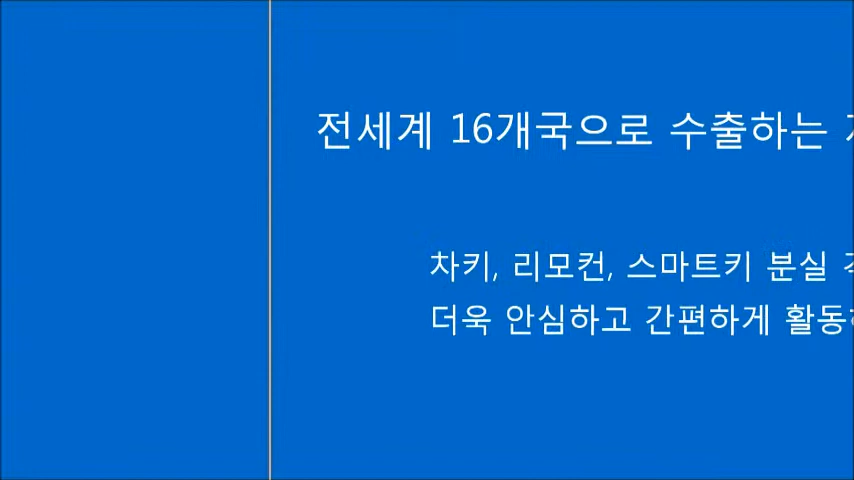 전세계 16개국으로 수출하는
차키, 리모컨, 스마트키 분실
더욱 안심하고 간편하게 활동